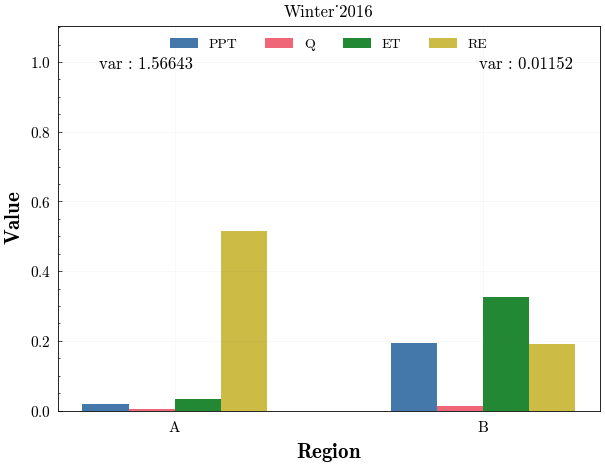 Winter˙2016
PPT Q ET RE
var : 1.56643 var : 0.01152
1.0
0.8
0.6
0.4
0.2
0.0
Value
A B
Region